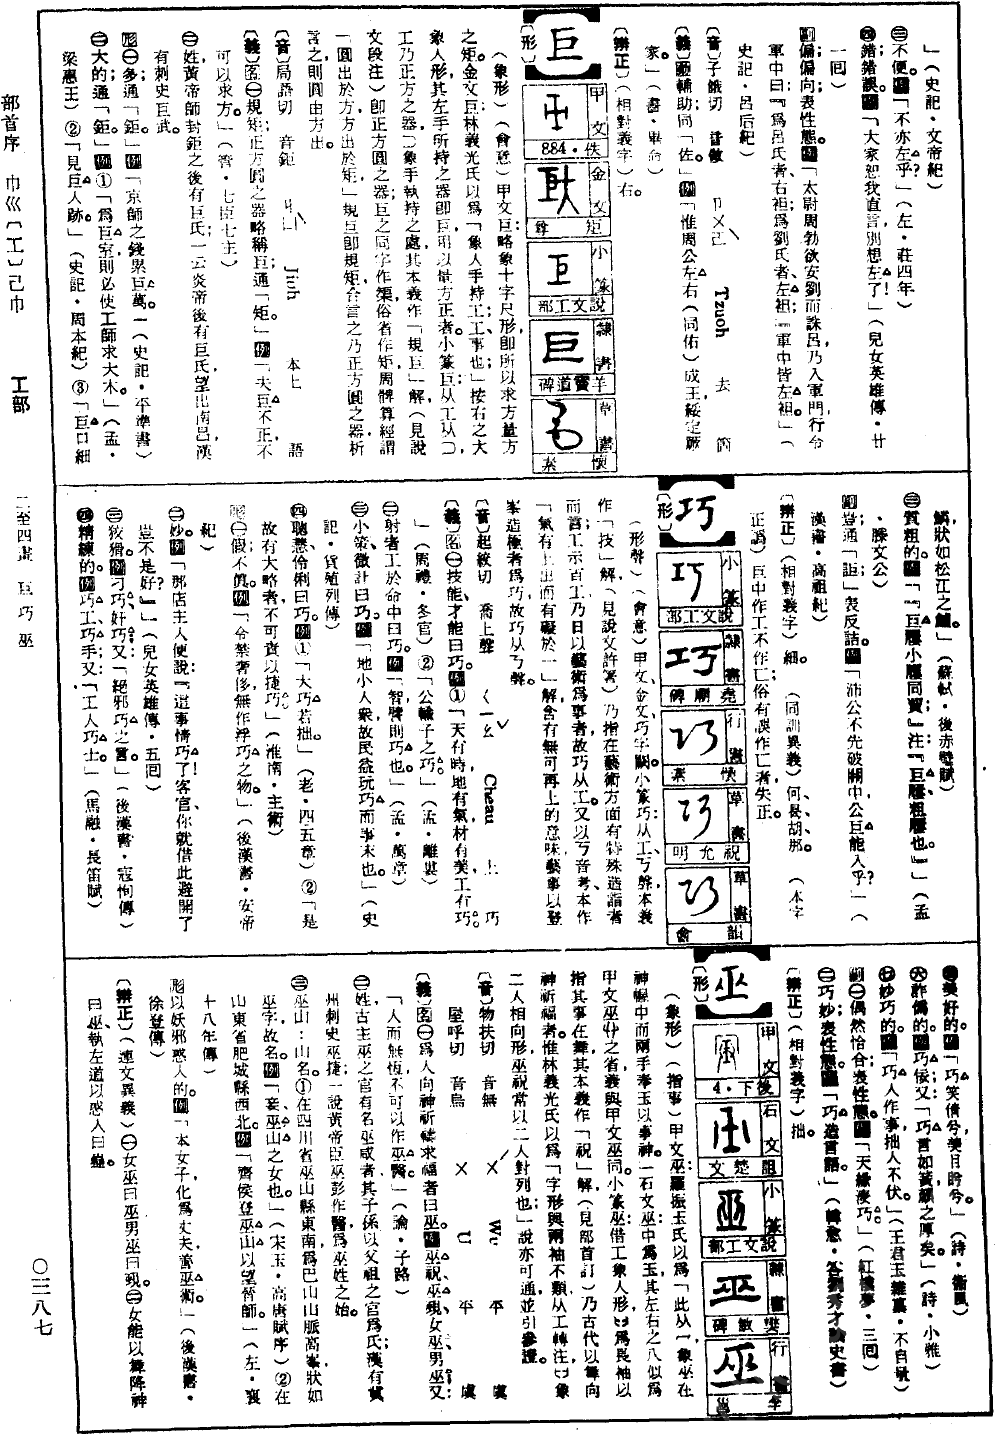 」（史記・文帝紀）
㊂不便。例「不亦左乎？」（左・莊四年）
㊃錯；錯誤。例「大家恕我直言，別想左了！」（兒女英雄傳・廿
一回）
副偏；偏向，表性態。例「太尉周勃欲安劉而誅呂，乃入軍門，行令
軍中曰：『為呂氏者右袒，為劉氏者左袒；』軍中皆左袒。」（
史記・呂后紀）
〔音〕子餓切 音做 ㄗㄨㄛˋ Tzuoh 去 箇
〔義〕動輔助；同「佐。」例「惟周公左右（同佑）成王，綏定厥
家。」（書・畢命）
〔辨正〕（相對義字）右。
巨
〔形〕
甲文 884・佚
金文 矩尊
小篆 說文工部
隸書 羊竇道碑
草書 懷素
（象形）（會意）甲文巨：略象十字尺形，卽所以求方量方
之矩。金文巨：林義光氏以為「象人手持工；工，事也」按右之大
象人形，其左手所持之器卽巨，用以量方正者。小篆巨：从工，从コ，
工乃正方之器；コ象手執持之處，其本義作「規巨」解（見說
文段注）卽正方圓之器。巨之同字作榘，俗省作矩。周髀算經謂
「圓出於方，方出於矩。」規巨卽規矩，合言之乃正方圓之器，析
言之則圓由方出。
〔音〕局語切 音鉅 ㄐㄩˋ Jiuh 本上 語
〔義〕名㊀規矩，正方圓之器略稱巨；通「矩。」例「夫巨不正，不
可以求方。」（管・七臣七主）
㊁姓，黃帝師封鉅之後有巨氏；一云炎帝後有巨氏，望出南昌，漢
有刺史巨武。
形㊀多；通「鉅。」例「京師之錢累巨萬。」（史記・平準書）
㊁大的；通「鉅。」例①「為巨室，則必使工師求大木。」（孟・
梁惠王）②「見巨人跡。」（史記・周本紀）③「巨口細
鱗，狀如松江之鱸。」（蘇軾・後赤壁賦）
㊂質粗的。例「『巨屨小屨同賈』注：『巨屨，粗屨也。』」（孟
・滕文公）
副豈；通「詎」表反詰。例「沛公不先破關中，公巨能入乎？」（
漢書・高祖紀）
〔辨正〕（相對義字）細。 （同訓異義）何、曷、胡、那。 （本字
正譌）巨中作工，不作匸，俗有誤作匸者，失正。
巧
〔形〕
小篆 說文工部
隸書 堯廟碑
行書 懷素
草書 祝允明
草書 韻會
（形聲）（會意）甲文、金文巧字闕。小篆巧：从工，丂聲，本義
作「技」解（見說文許箸）乃指在藝術方面有特殊造詣者
而言；工示百工，乃日以藝術為事者，故巧从工。又以丂音考，本作
「氣有上出而有礙於一」解，含有無可再上的意味，藝事以登
峯造極者為巧，故巧从丂聲。
〔音〕起絞切 喬上聲 ㄑㄧㄠˇ Cheau 上 巧
〔義〕名㊀技能；才能曰巧。例①「天有時，地有氣，材有美，工有巧。
」（周禮・冬官）②「公輸子之巧。」（孟・離婁）
㊁射者工於命中曰巧。例「智，譬則巧也。」（孟・萬章）
㊂小策微計曰巧。例「地小人衆，故民益玩巧而事末也。」（史
記・貨殖列傳）
㊃聰慧伶俐曰巧。例①「大巧若拙。」（老・四五章）②「是
故有大略者，不可責以捷巧。」（淮南・主術）
形㊀假；不慎。例「令禁奢侈，無作浮巧之物。」（後漢書・安帝
紀）
㊁妙。例「那店主人便說：『這事情巧了！客官，你就借此避開了，
豈不是好？』」（兒女英雄傳・五回）
㊂狡猾。例刁巧、奸巧；又「絕邪巧之言。」（後漢書・寇恂傳）
㊃精練的。例巧工、巧手；又「工人巧士。」（馬融・長笛賦）
㊄美好的。例「巧笑倩兮，美目盼兮。」（詩・衞風）
㊅詐僞的。例巧佞；又「巧言如簧，顏之厚矣。」（詩・小雅）
㊆妙巧的。例「巧人作事拙人不伏。」（王君玉雜纂・不自量）
副㊀偶然恰合，表性態。例「天緣湊巧。」（紅樓夢・三回）
㊁巧妙，表性態。例「巧造言語。」（韓愈・答劉秀才論史書）
〔辨正〕（相對義字）拙。
巫
〔形〕
甲文 4・下後
石文 詛楚文
小篆 說文工部
隸書 樊敏碑
行書 李邕
（象形）（指事）甲文巫：羅振玉氏以為「此从冂，象巫在
神幄中而兩手奉玉以事神。」石文巫：中為玉，其左右之八似為
甲文巫廾之省，義與甲文巫同。小篆巫：借工象人形，从為長袖以
指其事在舞，其本義作「祝」解（見部首訂）乃古代以舞向
神祈福者。惟林義光氏以為「字形與兩袖不類，从工轉注，从象
二人相向形，巫祝常以二人對列也」說亦可通，並引參證。
〔音〕物扶切 音無 ㄨˊ Wu 平 虞
屋呼切 音烏 ㄨ U 平 虞
〔義〕名㊀為人向神祈禱求福者曰巫。例巫祝、巫覡、女巫、男巫；又：
「人而無恆，不可以作巫醫。」（論・子路）
㊁姓，古主巫之官有名巫咸者，其子孫以父祖之官為氏；漢有冀
州刺史巫捷；一說黃帝臣巫彭作醫，為巫姓之始。
㊂巫山：山名。①在四川省巫山縣東南，為巴山山脈高峯，狀如
巫字，故名。例「妾，巫山之女也。」（宋玉・高唐賦序）②在
山東省肥城縣西北。例「齊侯登巫山以望晉師。」（左・襄
十八年傳）
形以妖邪惑人的。例「本女子，化為丈夫，善巫術。」（後漢書・
徐登傳）
〔辨正〕（連文異義）㊀女巫曰巫，男巫曰覡。㊁女能以舞降神
曰巫，執左道以惑人曰蠱。
部首序 巾巛〔工〕己巾 工部 二至四畫 巨巧巫 〇三八七